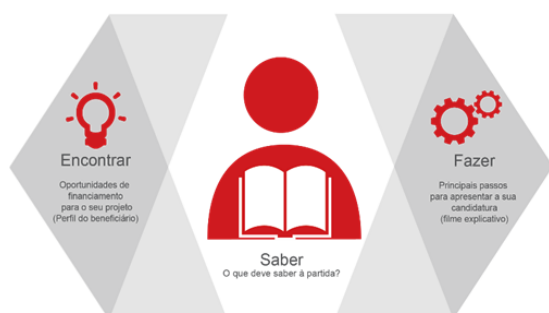 Encontrar
Oportunidades de
financiamento
para o seu projeto
(Perfil do beneficiário)
Saber
O que deve saber à partida?
Fazer
Principais passos
para apresentar a sua
candidatura
(filme explicativo)